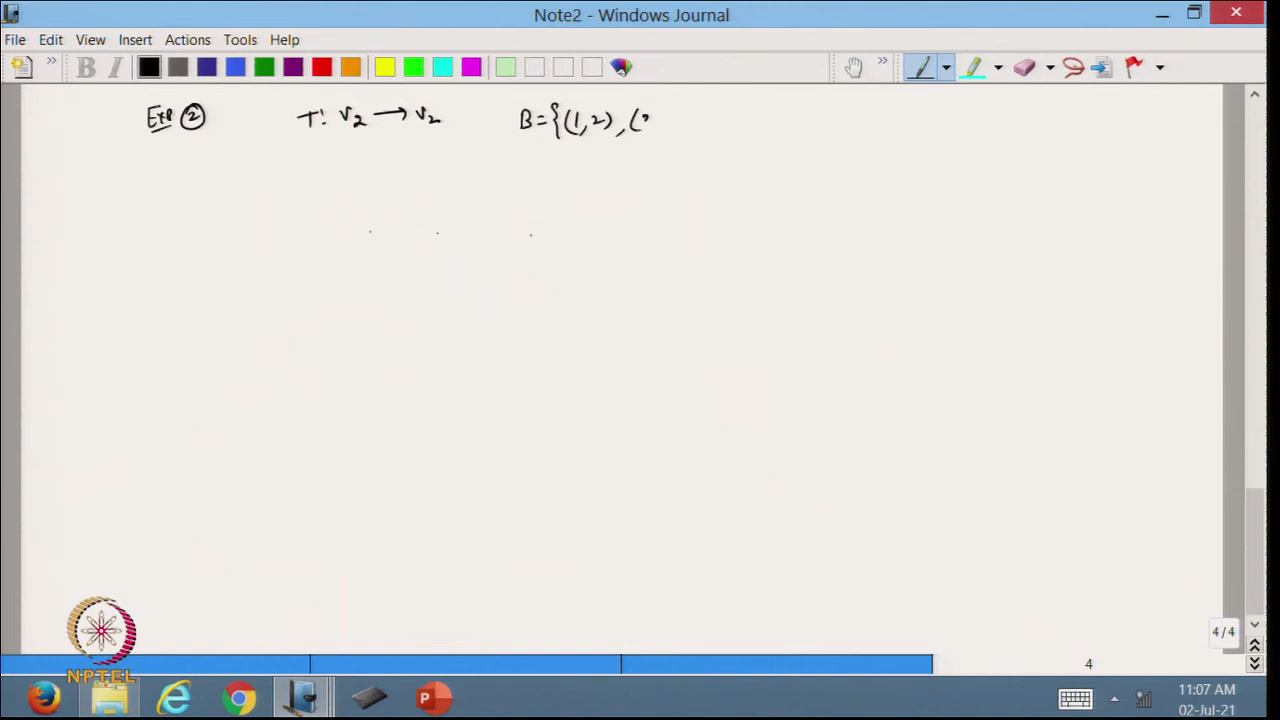 Note2 - Windows Journal
File Edit View Insert Actions Tools Help
B I
Exp ② T: V₂ → V₂ B = {(1,2), (
4 / 4
4
NPTEL
11:07 AM
02-Jul-21